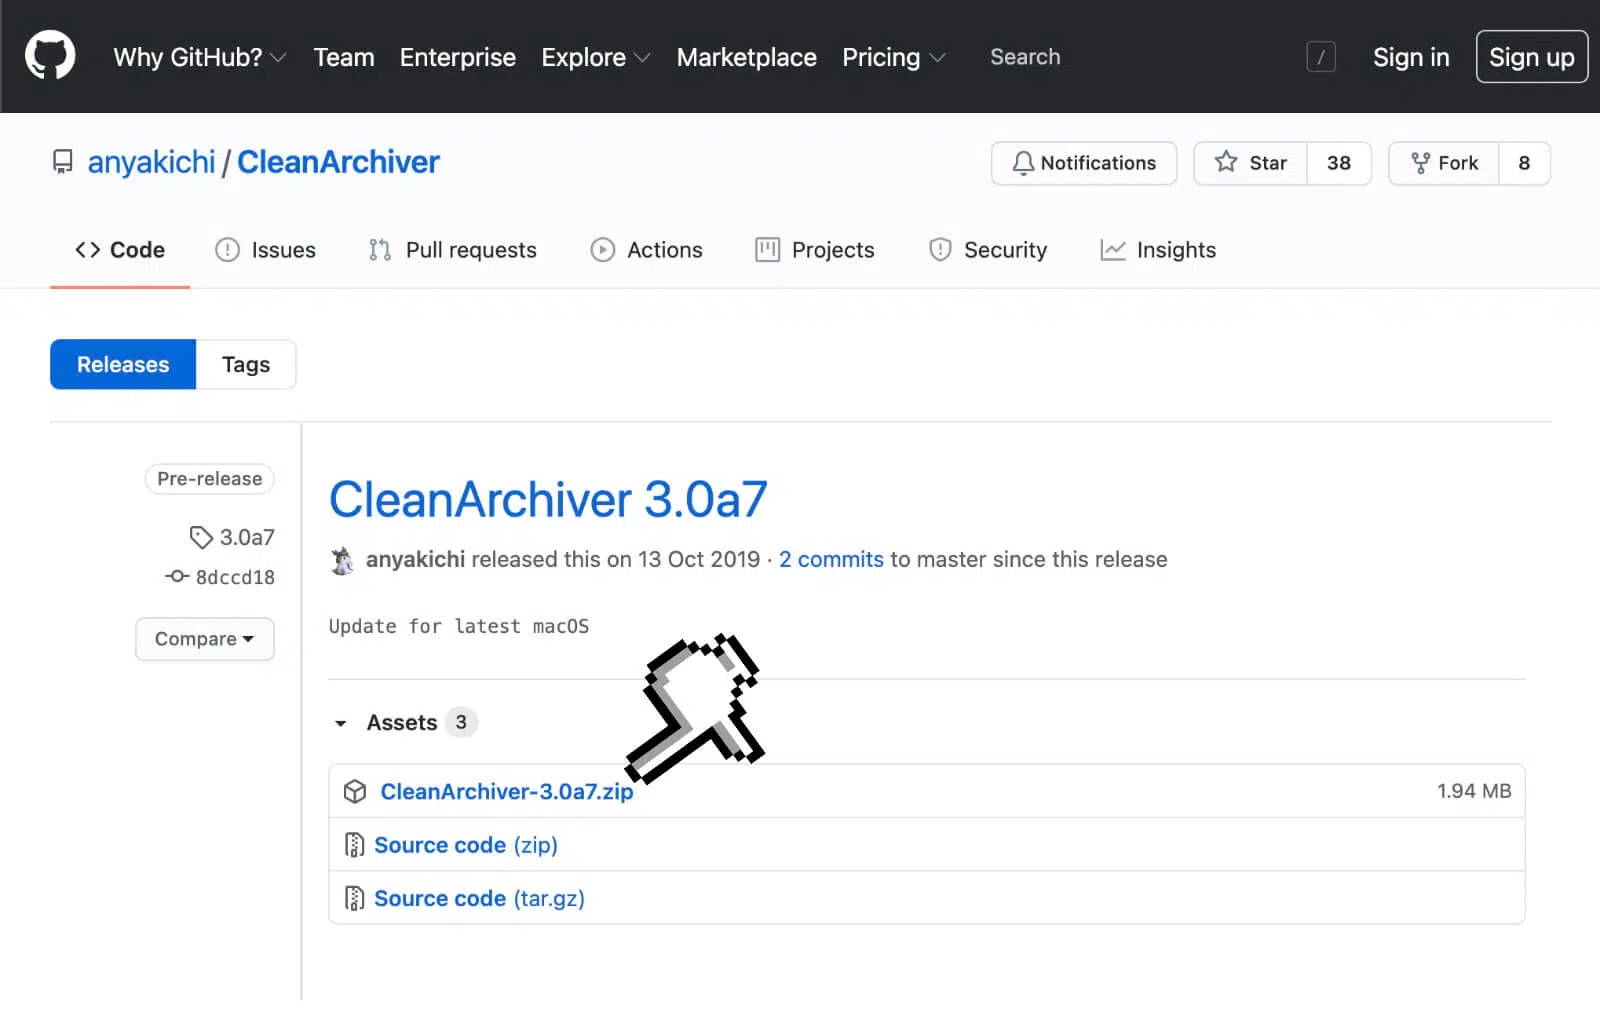 Why GitHub? Team Enterprise Explore Marketplace Pricing Search / Sign in Sign up
anyakichi / CleanArchiver Notifications Star 38 Fork 8
Code Issues Pull requests Actions Projects Security Insights
Releases Tags
Pre-release
3.0a7
8dccd18
Compare
CleanArchiver 3.0a7
anyakichi released this on 13 Oct 2019 · 2 commits to master since this release
Update for latest macOS
Assets 3
CleanArchiver-3.0a7.zip 1.94 MB
Source code (zip)
Source code (tar.gz)